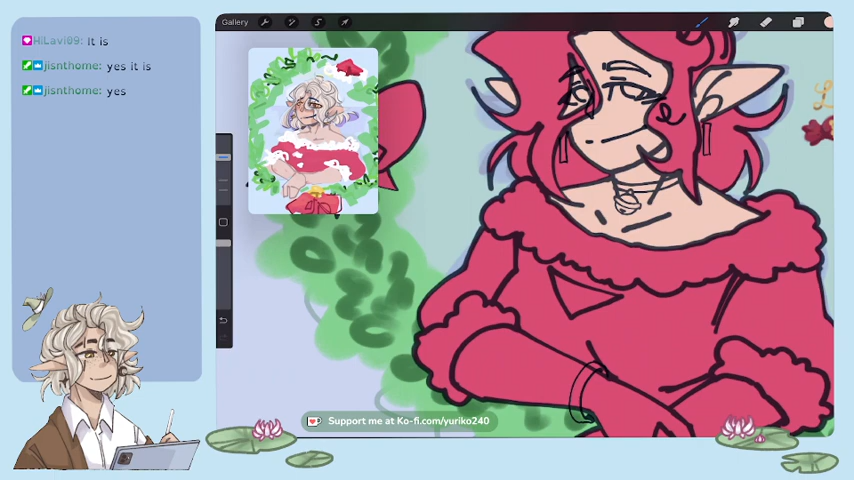 Gallery
HiLavi09: It is
jisnthome: yes it is
jisnthome: yes
Support me at Ko-fi.com/yuriko240